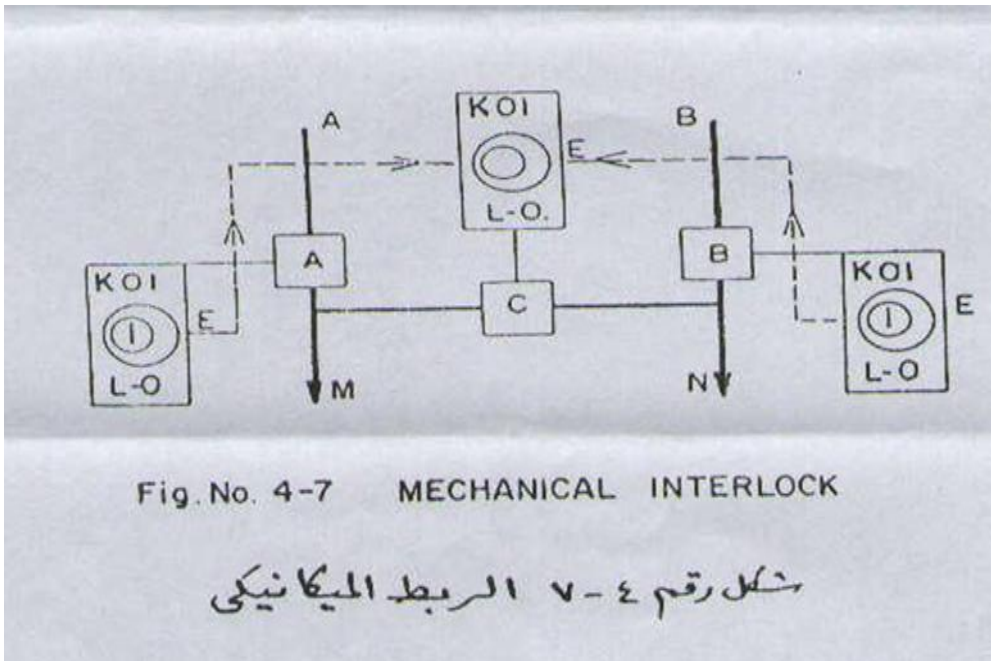 A
B
KOI
E
L-O.
A
B
KOI
E
L-O
C
KOI
E
L-O
M
N
Fig. No. 4-7 MECHANICAL INTERLOCK
شكل رقم ٤-٧ الربط الميكانيكى